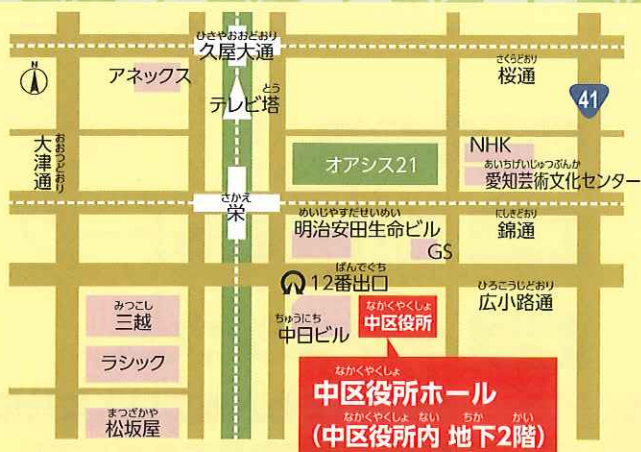 ひさやおおどおり
久屋大通
さくらどおり
桜通
アネックス
とう
テレビ塔
41
おおつどおり
大津通
オアシス21
NHK
あいちげいじゅつぶんか
愛知芸術文化センター
さかえ
栄
めいじやすだせいめい
明治安田生命ビル
にしきどおり
錦通
GS
ばんでぐち
12番出口
ひろこうじどおり
広小路通
みつこし
三越
ちゅうにち
中日ビル
なかくやくしょ
中区役所
ラシック
なかくやくしょ
中区役所ホール
なかくやくしょ ない ちか かい
(中区役所内 地下2階)
まつざかや
松坂屋